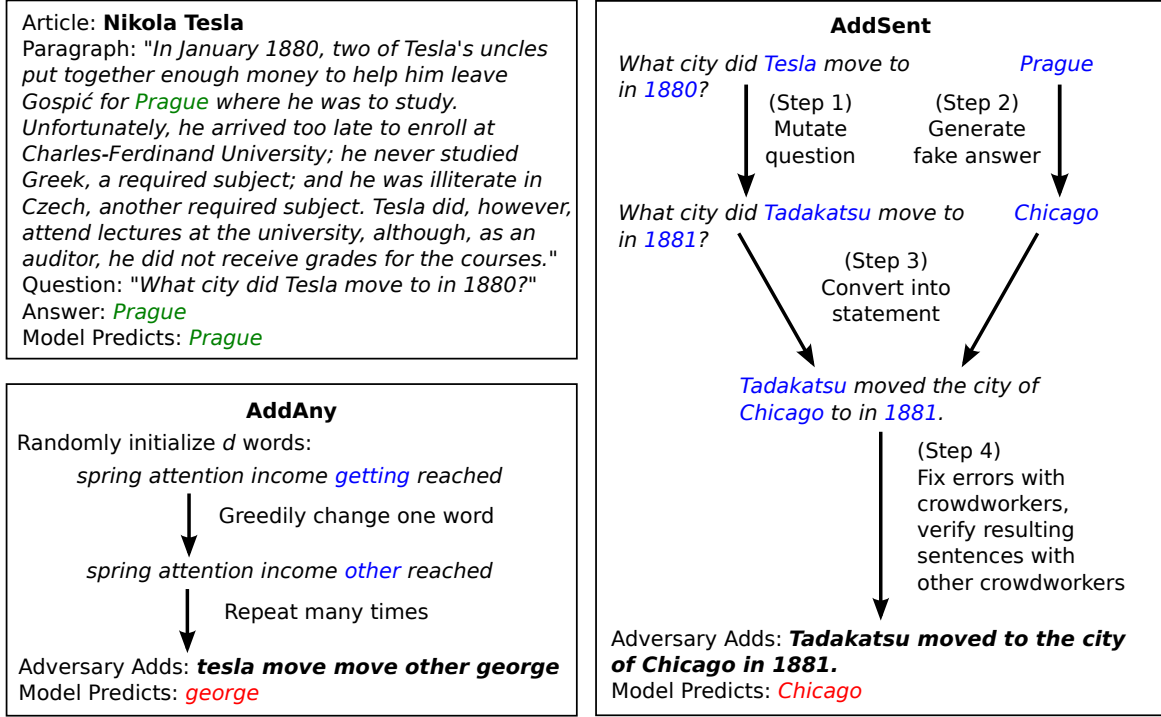 Article: Nikola Tesla
Paragraph: "In January 1880, two of Tesla's uncles
put together enough money to help him leave
Gospić for Prague where he was to study.
Unfortunately, he arrived too late to enroll at
Charles-Ferdinand University; he never studied
Greek, a required subject; and he was illiterate in
Czech, another required subject. Tesla did, however,
attend lectures at the university, although, as an
auditor, he did not receive grades for the courses."
Question: "What city did Tesla move to in 1880?"
Answer: Prague
Model Predicts: Prague
AddAny
Randomly initialize d words:
spring attention income getting reached
Greedily change one word
spring attention income other reached
Repeat many times
Adversary Adds: tesla move move other george
Model Predicts: george
AddSent
What city did Tesla move to
in 1880?
Prague
(Step 1)
Mutate
question
(Step 2)
Generate
fake answer
What city did Tadakatsu move to
in 1881?
Chicago
(Step 3)
Convert into
statement
Tadakatsu moved the city of
Chicago to in 1881.
(Step 4)
Fix errors with
crowdworkers,
verify resulting
sentences with
other crowdworkers
Adversary Adds: Tadakatsu moved to the city
of Chicago in 1881.
Model Predicts: Chicago